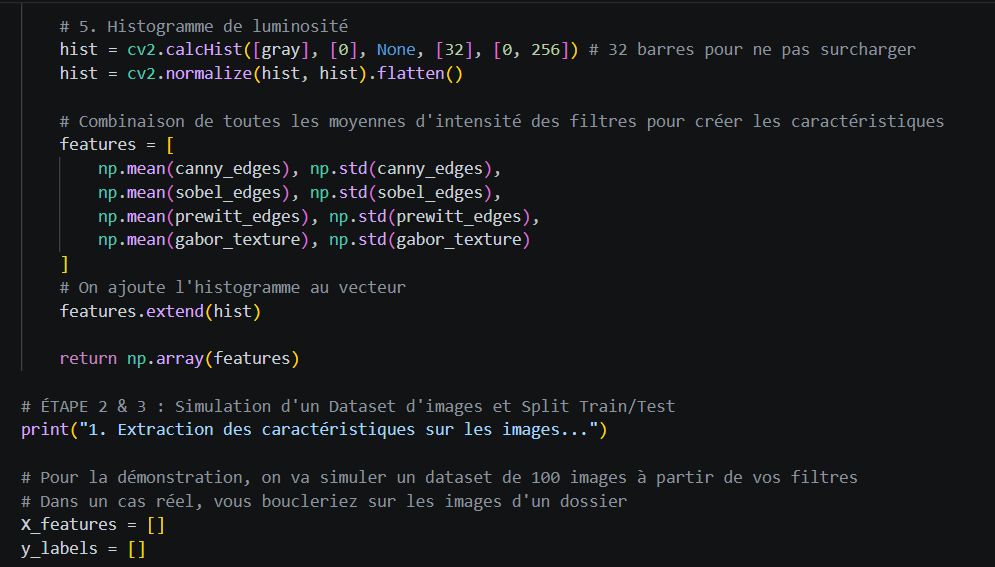 # 5. Histogramme de luminosité
hist = cv2.calcHist([gray], [0], None, [32], [0, 256]) # 32 barres pour ne pas surcharger
hist = cv2.normalize(hist, hist).flatten()
# Combinaison de toutes les moyennes d'intensité des filtres pour créer les caractéristiques
features = [
np.mean(canny_edges), np.std(canny_edges),
np.mean(sobel_edges), np.std(sobel_edges),
np.mean(prewitt_edges), np.std(prewitt_edges),
np.mean(gabor_texture), np.std(gabor_texture)
]
# On ajoute l'histogramme au vecteur
features.extend(hist)
return np.array(features)
# ÉTAPE 2 & 3 : Simulation d'un Dataset d'images et Split Train/Test
print("1. Extraction des caractéristiques sur les images...")
# Pour la démonstration, on va simuler un dataset de 100 images à partir de vos filtres
# Dans un cas réel, vous boucleriez sur les images d'un dossier
X_features = []
y_labels = []